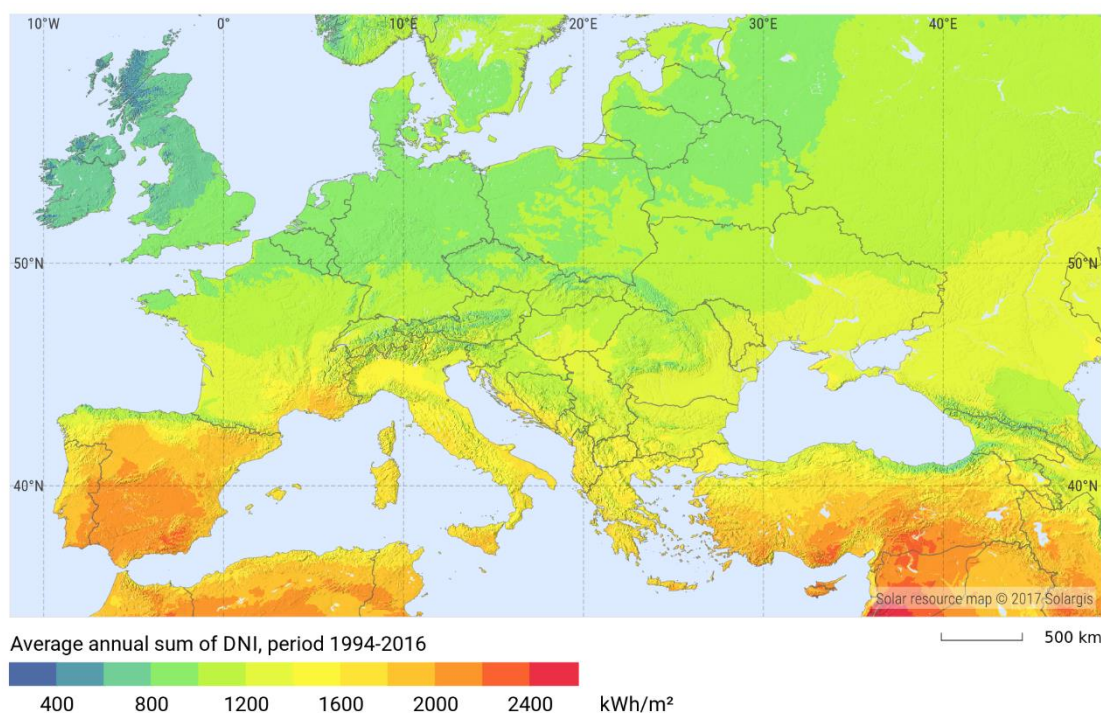 10°W 0° 10°E 20°E 30°E 40°E
50°N 50°N
40°N 40°N
Solar resource map © 2017 Solargis
Average annual sum of DNI, period 1994-2016
500 km
400 800 1200 1600 2000 2400 kWh/m²